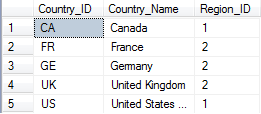 Country_ID Country_Name Region_ID
1 CA Canada 1
2 FR France 2
3 GE Germany 2
4 UK United Kingdom 2
5 US United States ... 1